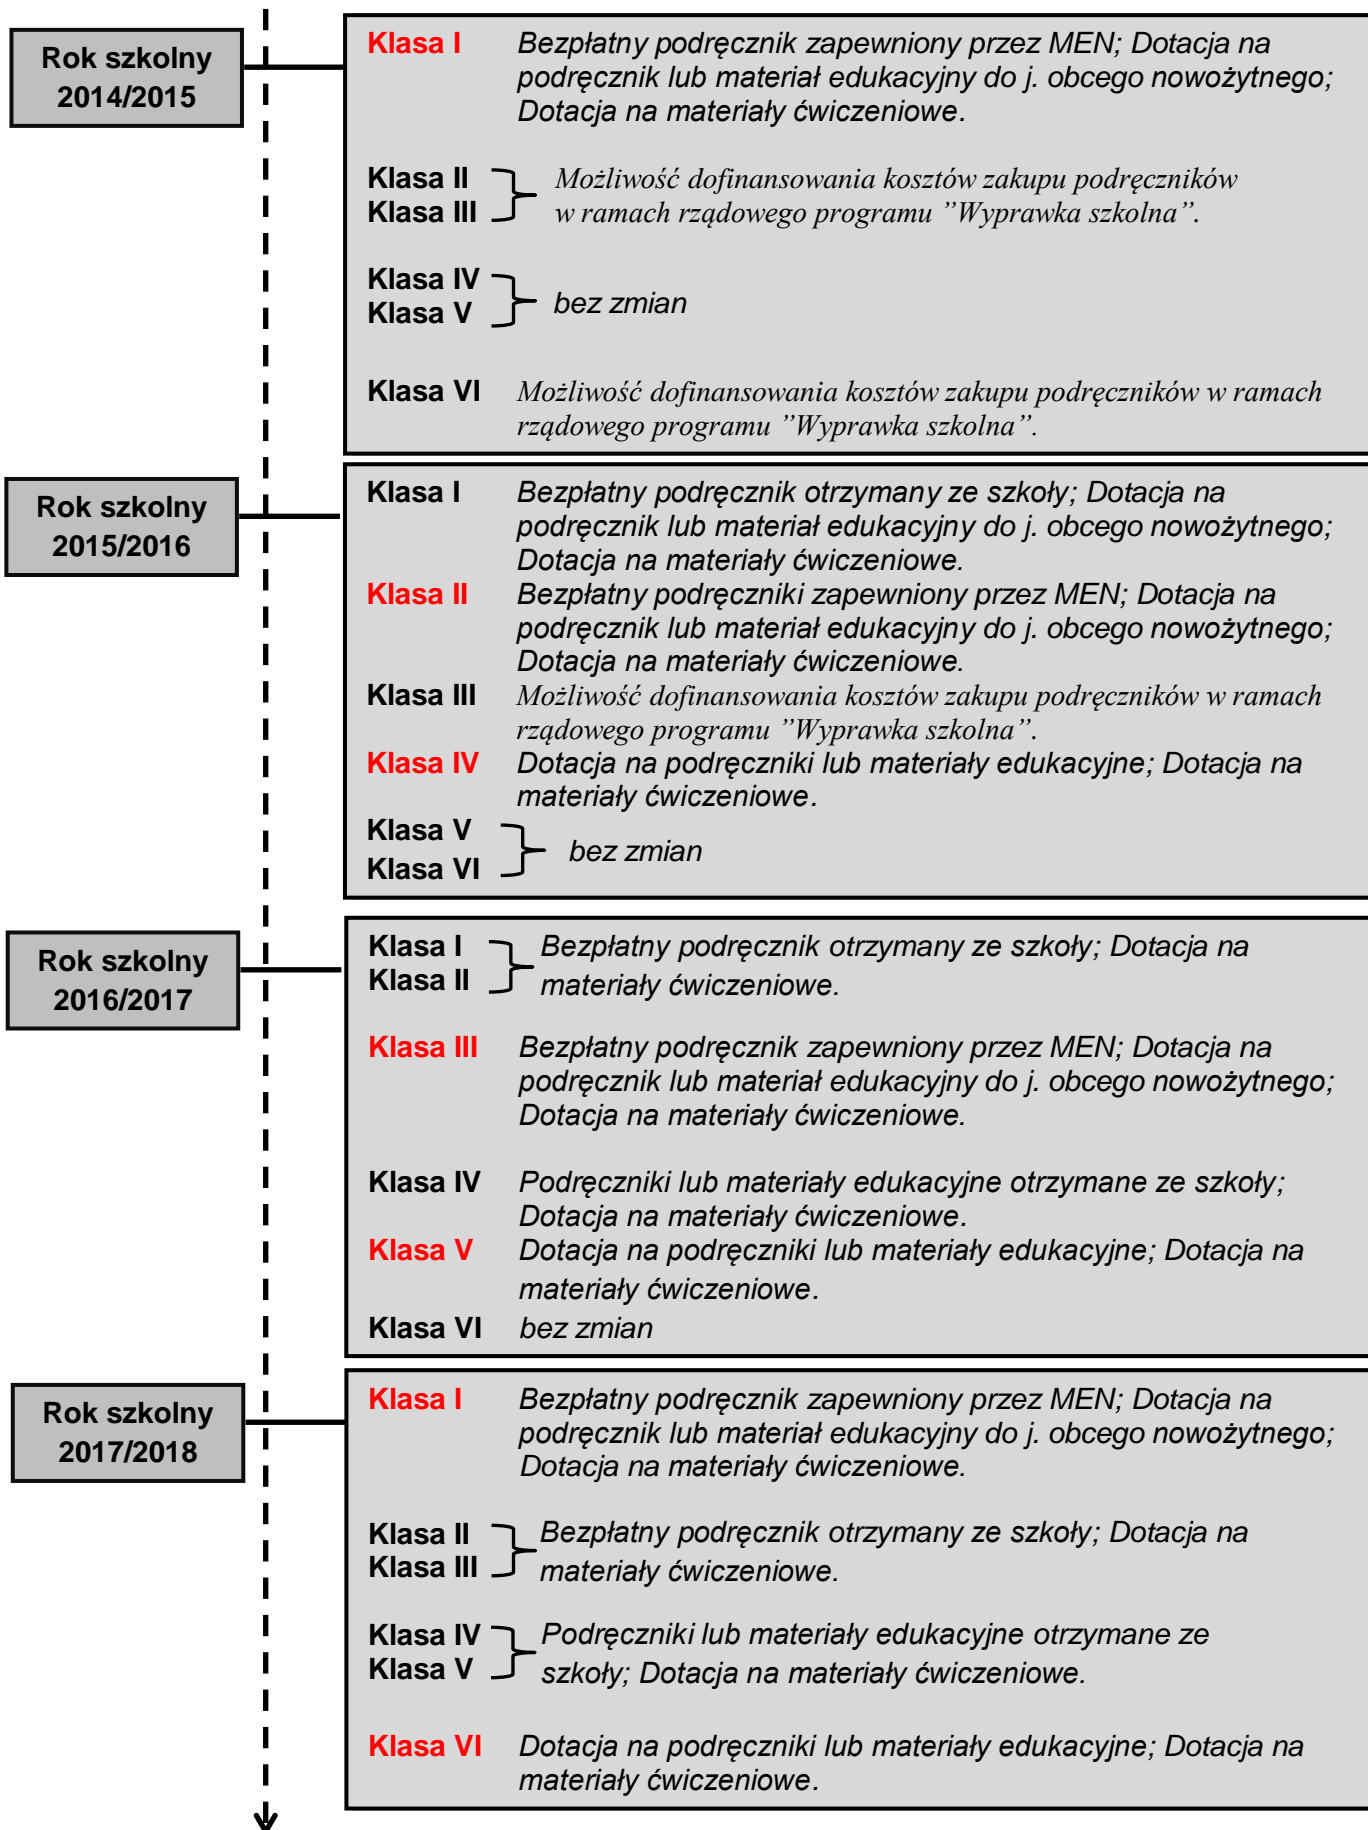 Rok szkolny
2014/2015
Klasa I Bezpłatny podręcznik zapewniony przez MEN; Dotacja na
podręcznik lub materiał edukacyjny do j. obcego nowożytnego;
Dotacja na materiały ćwiczeniowe.
Klasa II
Klasa III
Możliwość dofinansowania kosztów zakupu podręczników
w ramach rządowego programu ”Wyprawka szkolna”.
Klasa IV
Klasa V
bez zmian
Klasa VI Możliwość dofinansowania kosztów zakupu podręczników w ramach
rządowego programu ”Wyprawka szkolna”.
Rok szkolny
2015/2016
Klasa I Bezpłatny podręcznik otrzymany ze szkoły; Dotacja na
podręcznik lub materiał edukacyjny do j. obcego nowożytnego;
Dotacja na materiały ćwiczeniowe.
Klasa II Bezpłatny podręczniki zapewniony przez MEN; Dotacja na
podręcznik lub materiał edukacyjny do j. obcego nowożytnego;
Dotacja na materiały ćwiczeniowe.
Klasa III Możliwość dofinansowania kosztów zakupu podręczników w ramach
rządowego programu ”Wyprawka szkolna”.
Klasa IV Dotacja na podręczniki lub materiały edukacyjne; Dotacja na
materiały ćwiczeniowe.
Klasa V
Klasa VI
bez zmian
Rok szkolny
2016/2017
Klasa I
Klasa II
Bezpłatny podręcznik otrzymany ze szkoły; Dotacja na
materiały ćwiczeniowe.
Klasa III Bezpłatny podręcznik zapewniony przez MEN; Dotacja na
podręcznik lub materiał edukacyjny do j. obcego nowożytnego;
Dotacja na materiały ćwiczeniowe.
Klasa IV Podręczniki lub materiały edukacyjne otrzymane ze szkoły;
Dotacja na materiały ćwiczeniowe.
Klasa V Dotacja na podręczniki lub materiały edukacyjne; Dotacja na
materiały ćwiczeniowe.
Klasa VI bez zmian
Rok szkolny
2017/2018
Klasa I Bezpłatny podręcznik zapewniony przez MEN; Dotacja na
podręcznik lub materiał edukacyjny do j. obcego nowożytnego;
Dotacja na materiały ćwiczeniowe.
Klasa II
Klasa III
Bezpłatny podręcznik otrzymany ze szkoły; Dotacja na
materiały ćwiczeniowe.
Klasa IV
Klasa V
Podręczniki lub materiały edukacyjne otrzymane ze
szkoły; Dotacja na materiały ćwiczeniowe.
Klasa VI Dotacja na podręczniki lub materiały edukacyjne; Dotacja na
materiały ćwiczeniowe.